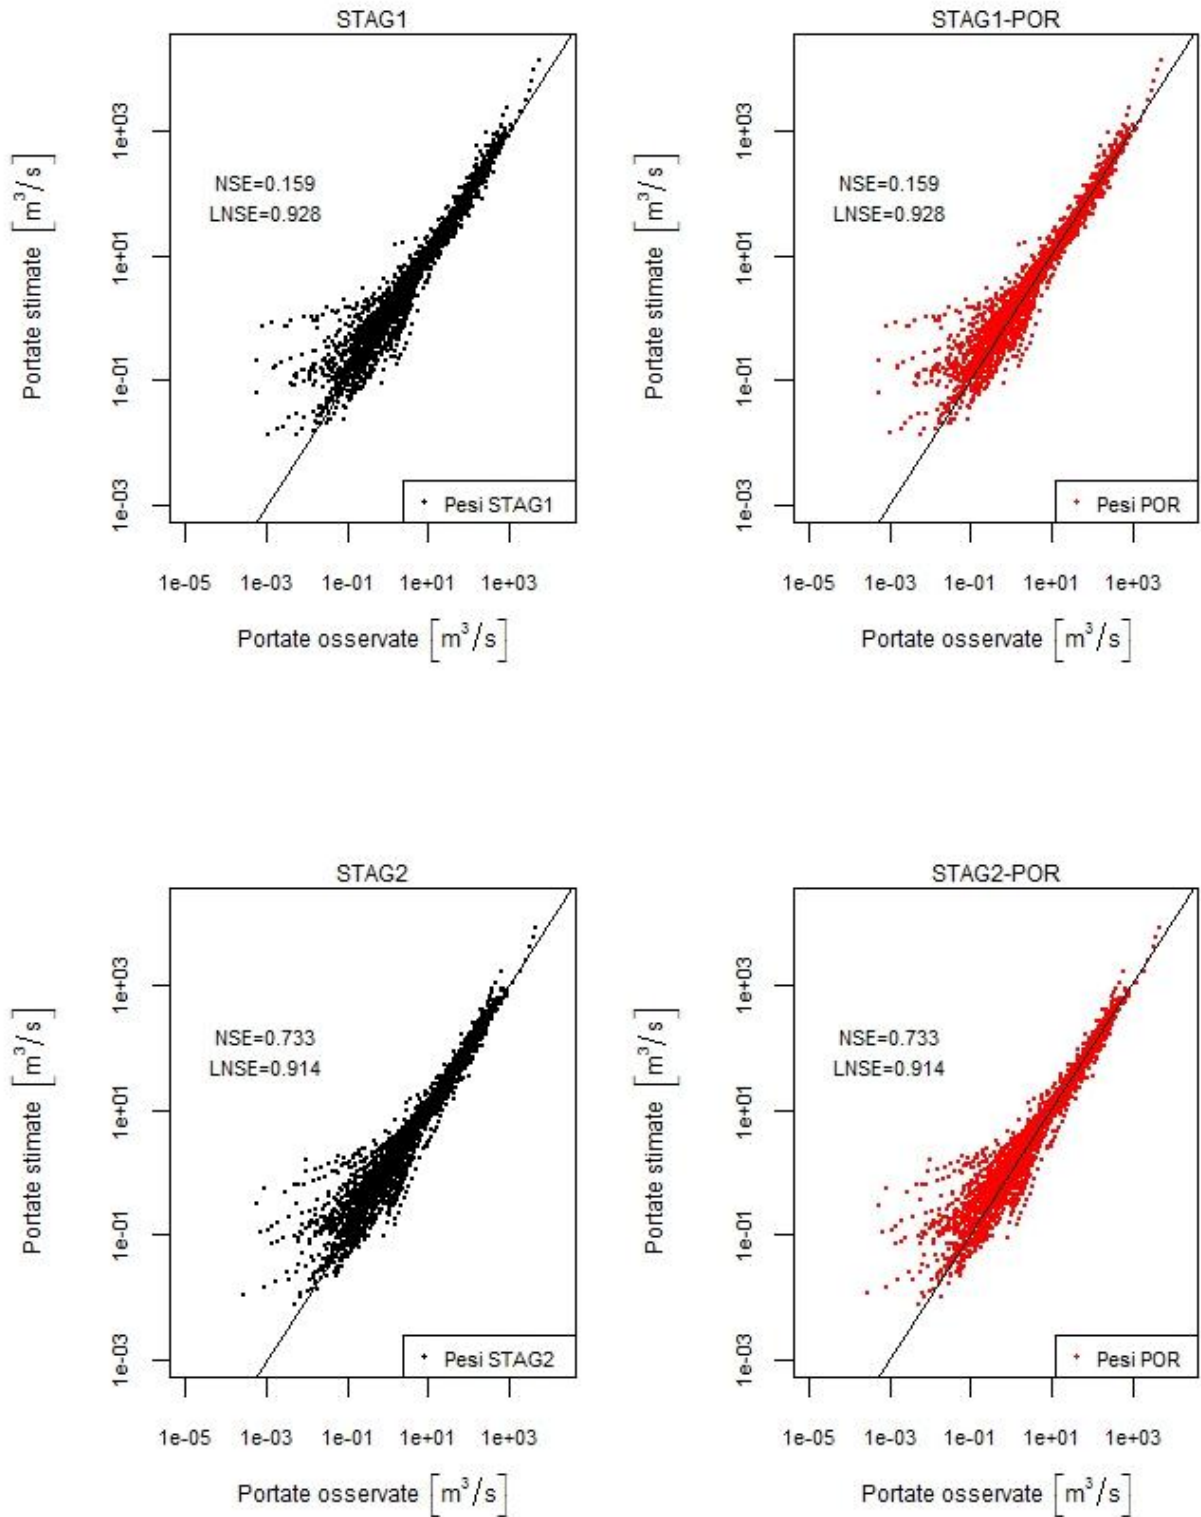 STAG1
Portate stimate [m³/s]
1e+03
1e+01
1e-01
1e-03
NSE=0.159
LNSE=0.928
Pesi STAG1
1e-05 1e-03 1e-01 1e+01 1e+03
Portate osservate [m³/s]
STAG1-POR
Portate stimate [m³/s]
1e+03
1e+01
1e-01
1e-03
NSE=0.159
LNSE=0.928
Pesi POR
1e-05 1e-03 1e-01 1e+01 1e+03
Portate osservate [m³/s]
STAG2
Portate stimate [m³/s]
1e+03
1e+01
1e-01
1e-03
NSE=0.733
LNSE=0.914
Pesi STAG2
1e-05 1e-03 1e-01 1e+01 1e+03
Portate osservate [m³/s]
STAG2-POR
Portate stimate [m³/s]
1e+03
1e+01
1e-01
1e-03
NSE=0.733
LNSE=0.914
Pesi POR
1e-05 1e-03 1e-01 1e+01 1e+03
Portate osservate [m³/s]